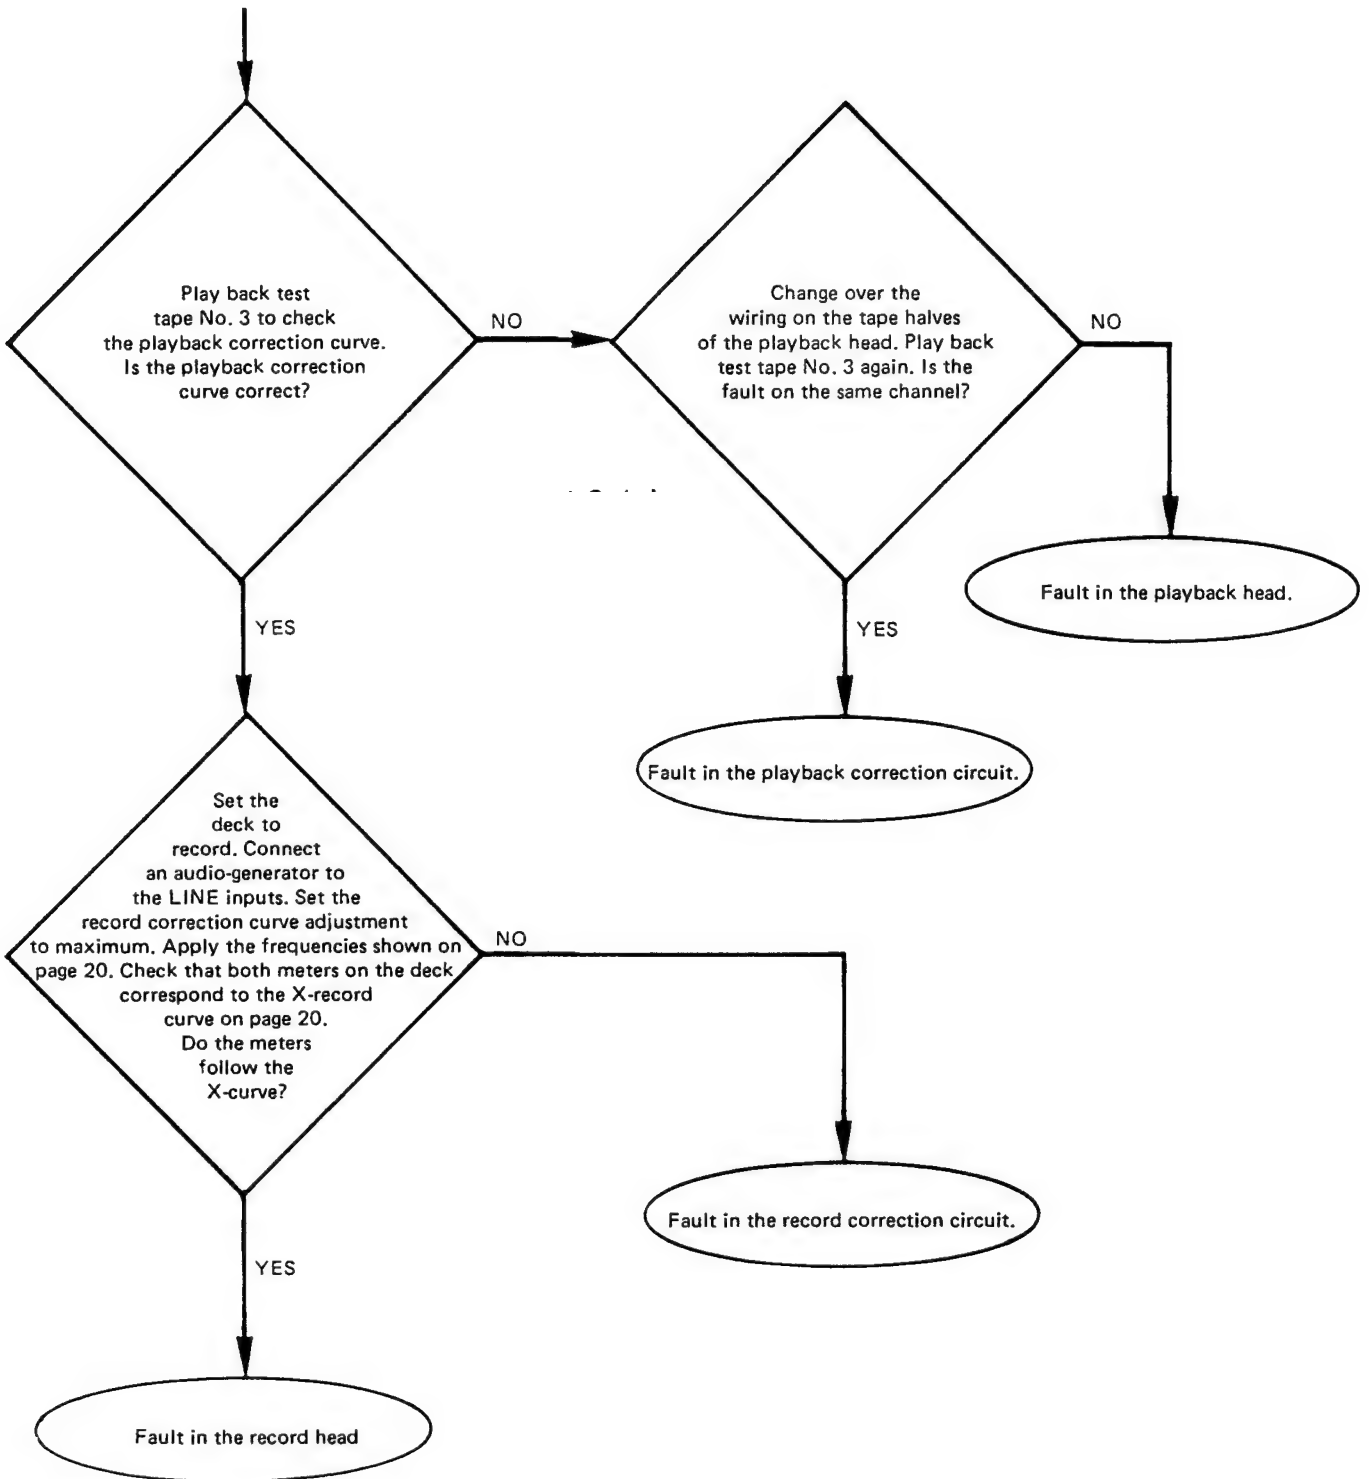 Play back test
tape No. 3 to check
the playback correction curve.
Is the playback correction
curve correct?
NO
Change over the
wiring on the tape halves
of the playback head. Play back
test tape No. 3 again. Is the
fault on the same channel?
NO
Fault in the playback head.
YES
YES
Fault in the playback correction circuit.
Set the
deck to
record. Connect
an audio-generator to
the LINE inputs. Set the
record correction curve adjustment
to maximum. Apply the frequencies shown on
page 20. Check that both meters on the deck
correspond to the X-record
curve on page 20.
Do the meters
follow the
X-curve?
NO
Fault in the record correction circuit.
YES
Fault in the record head